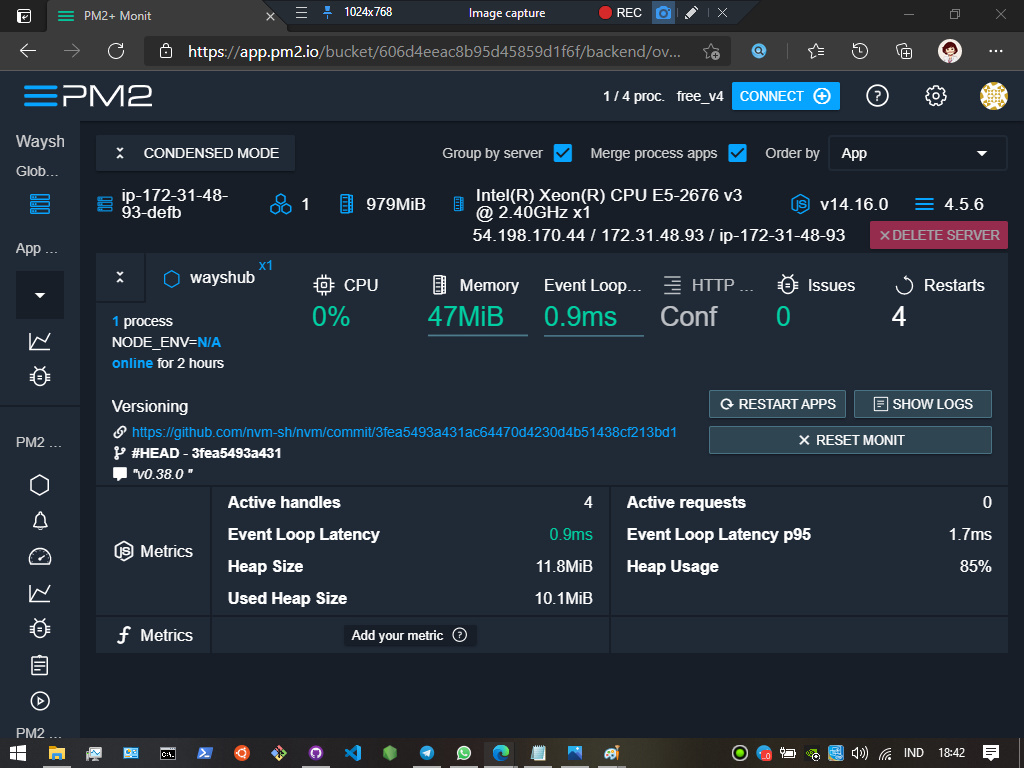 PM2+ Monit
1024x768
Image capture
REC
https://app.pm2.io/bucket/606d4eeac8b95d45859d1f6f/backend/ov...
PM2
1 / 4 proc.
free_v4
CONNECT
Waysh
Glob...
App ...
PM2 ...
PM2 ...
CONDENSED MODE
Group by server
Merge process apps
Order by
App
ip-172-31-48-
93-defb
1
979MiB
Intel(R) Xeon(R) CPU E5-2676 v3
@ 2.40GHz x1
v14.16.0
4.5.6
54.198.170.44 / 172.31.48.93 / ip-172-31-48-93
DELETE SERVER
wayshub x1
CPU
Memory
Event Loop...
HTTP ...
Issues
Restarts
0%
47MiB
0.9ms
Conf
0
4
1 process
NODE_ENV=N/A
online for 2 hours
Versioning
https://github.com/nvm-sh/nvm/commit/3fea5493a431ac64470d4230d4b51438cf213bd1
#HEAD - 3fea5493a431
"v0.38.0 "
RESTART APPS
SHOW LOGS
RESET MONIT
Metrics
Active handles 4
Active requests 0
Event Loop Latency 0.9ms
Event Loop Latency p95 1.7ms
Heap Size 11.8MiB
Heap Usage 85%
Used Heap Size 10.1MiB
Metrics
Add your metric
IND
18:42